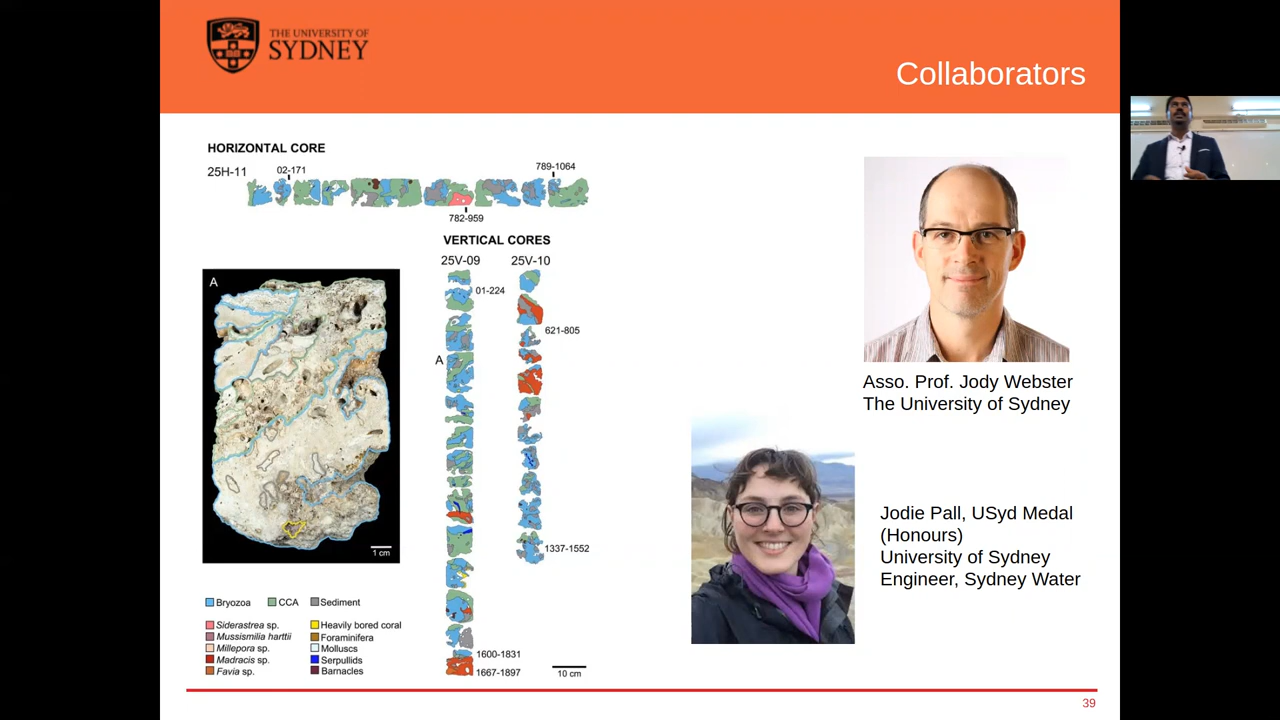 THE UNIVERSITY OF
SYDNEY
Collaborators
HORIZONTAL CORE
25H-11
02-171
789-1064
782-959
VERTICAL CORES
25V-09
25V-10
01-224
621-805
A
A
1 cm
1337-1552
1600-1831
1667-1897
10 cm
Bryozoa
CCA
Sediment
Siderastrea sp.
Mussismilia harttii
Millepora sp.
Madracis sp.
Favia sp.
Heavily bored coral
Foraminifera
Molluscs
Serpullids
Barnacles
Asso. Prof. Jody Webster
The University of Sydney
Jodie Pall, USyd Medal
(Honours)
University of Sydney
Engineer, Sydney Water
39